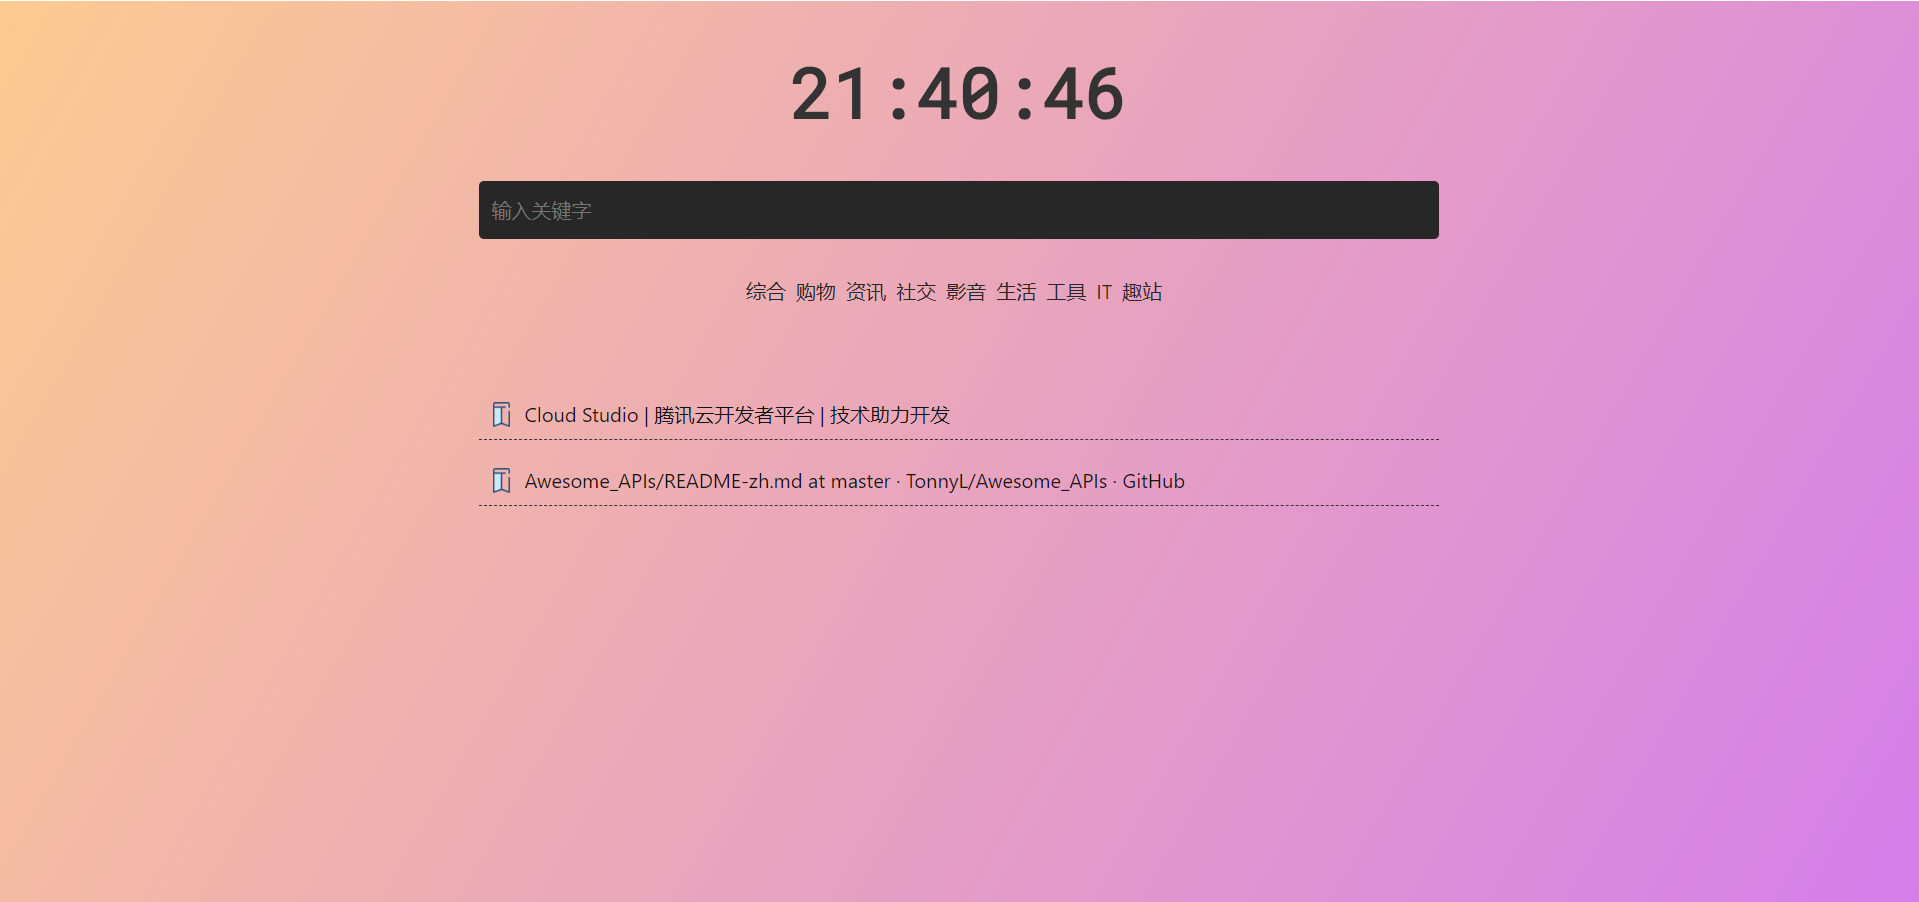 21:40:46
输入关键字
综合 购物 资讯 社交 影音 生活 工具 IT 趣站
Cloud Studio | 腾讯云开发者平台 | 技术助力开发
Awesome_APIs/README-zh.md at master · TonnyL/Awesome_APIs · GitHub